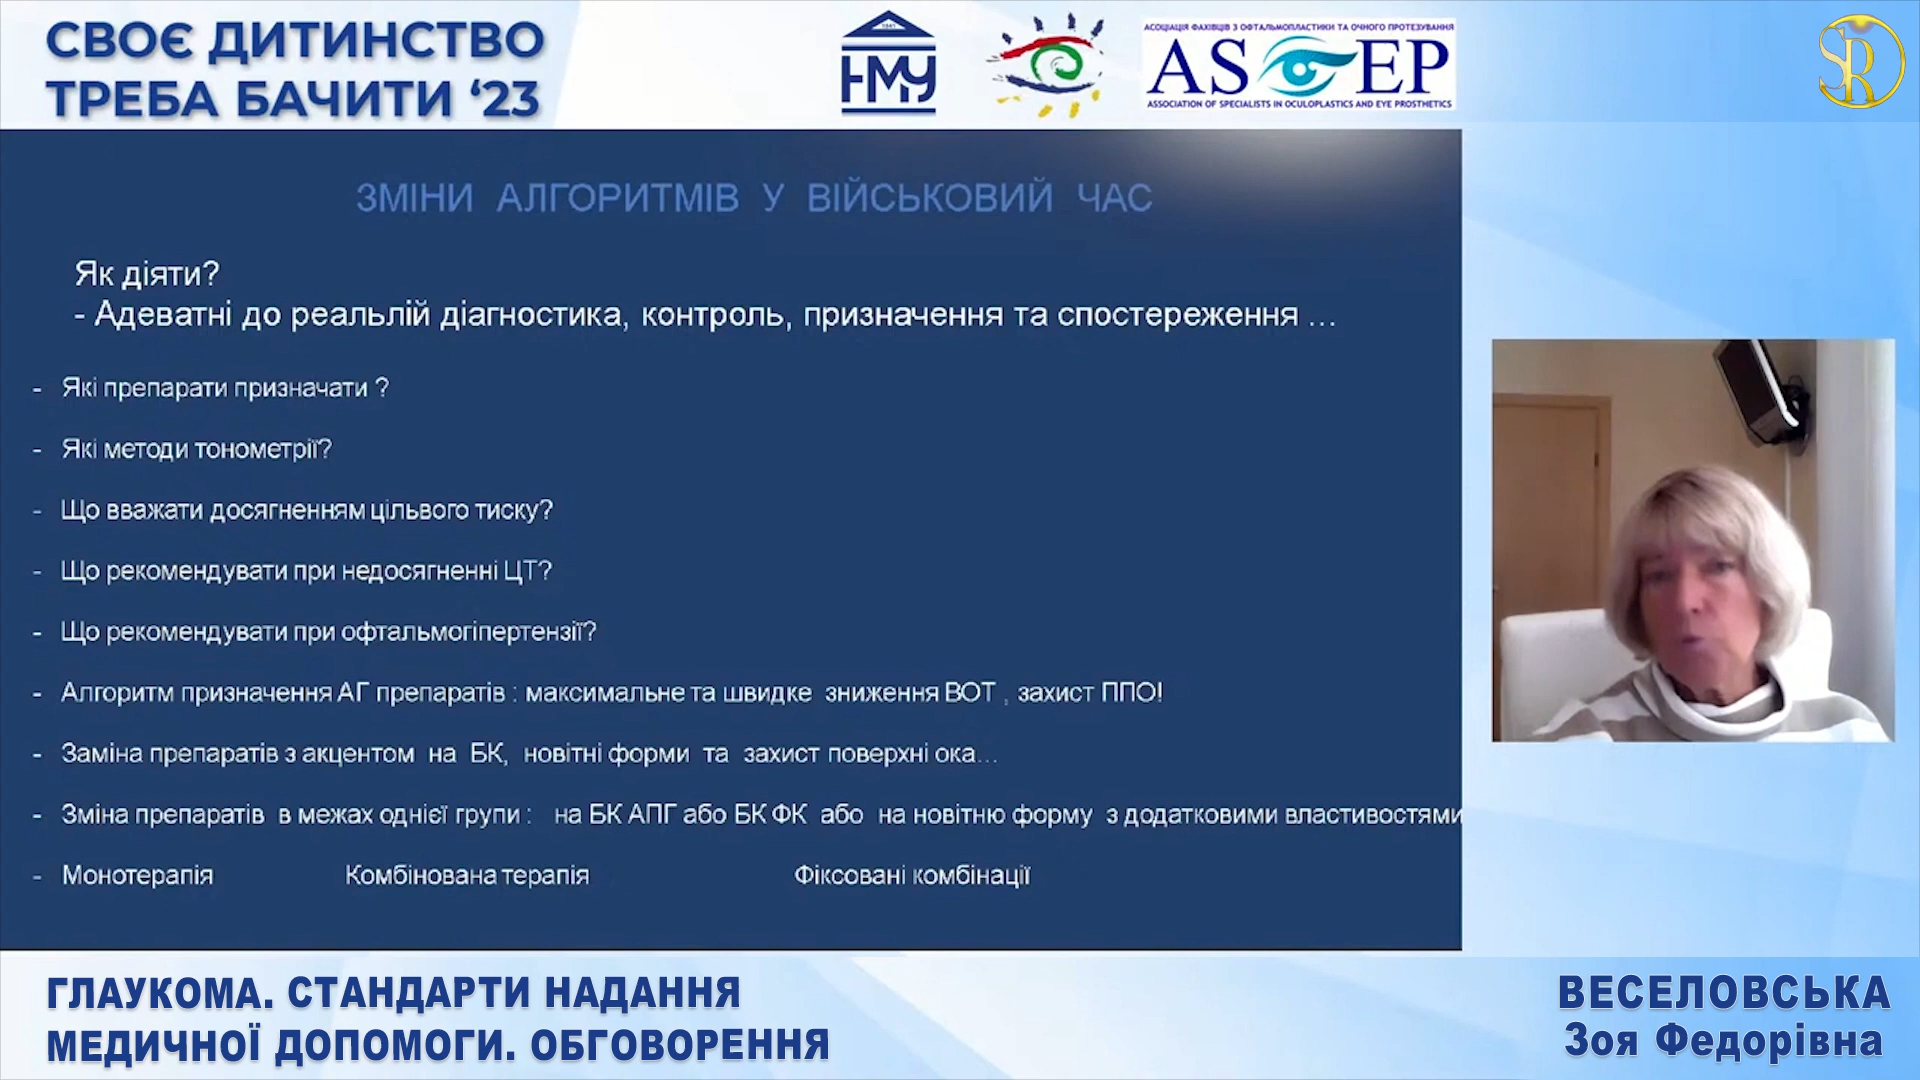 СВОЄ ДИТИНСТВО
ТРЕБА БАЧИТИ ‘23
1841
НМУ
АСОЦІАЦІЯ ФАХІВЦІВ З ОФТАЛЬМОПЛАСТИКИ ТА ОЧНОГО ПРОТЕЗУВАННЯ
ASOEP
ASSOCIATION OF SPECIALISTS IN OCULOPLASTICS AND EYE PROSTHETICS
SR
ЗМІНИ АЛГОРИТМІВ У ВІЙСЬКОВИЙ ЧАС
Як діяти?
- Адеватні до реальлій діагностика, контроль, призначення та спостереження ...
- Які препарати призначати ?
- Які методи тонометрії?
- Що вважати досягненням цільвого тиску?
- Що рекомендувати при недосягненні ЦТ?
- Що рекомендувати при офтальмогіпертензії?
- Алгоритм призначення АГ препаратів : максимальне та швидке зниження ВОТ , захист ППО!
- Заміна препаратів з акцентом на БК, новітні форми та захист поверхні ока...
- Зміна препаратів в межах однієї групи : на БК АПГ або БК ФК або на новітню форму з додатковими властивостями
- Монотерапія Комбінована терапія Фіксовані комбінації
ГЛАУКОМА. СТАНДАРТИ НАДАННЯ
МЕДИЧНОЇ ДОПОМОГИ. ОБГОВОРЕННЯ
ВЕСЕЛОВСЬКА
Зоя Федорівна